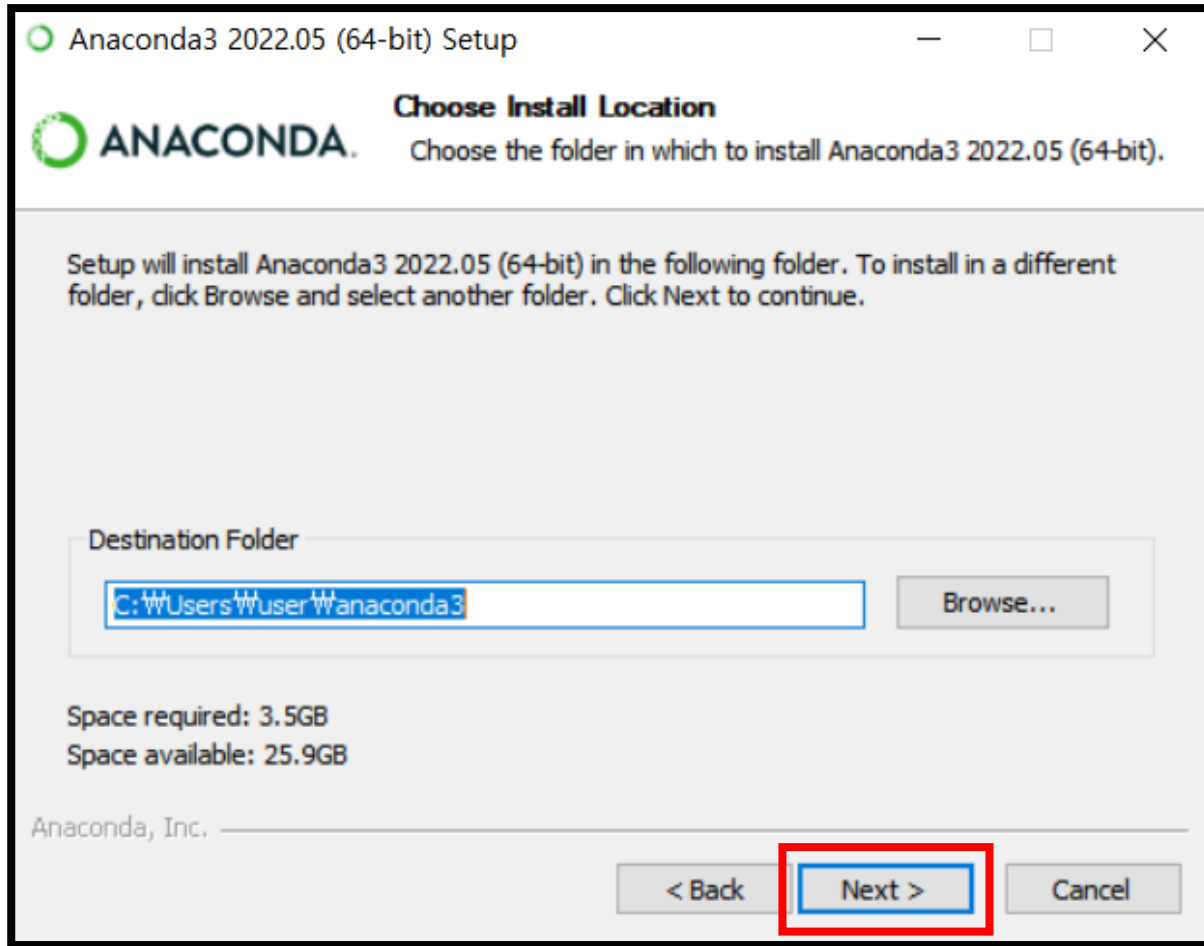 Anaconda3 2022.05 (64-bit) Setup
ANACONDA.
Choose Install Location
Choose the folder in which to install Anaconda3 2022.05 (64-bit).
Setup will install Anaconda3 2022.05 (64-bit) in the following folder. To install in a different
folder, click Browse and select another folder. Click Next to continue.
Destination Folder
C:₩Users₩user₩anaconda3
Browse...
Space required: 3.5GB
Space available: 25.9GB
Anaconda, Inc.
< Back
Next >
Cancel